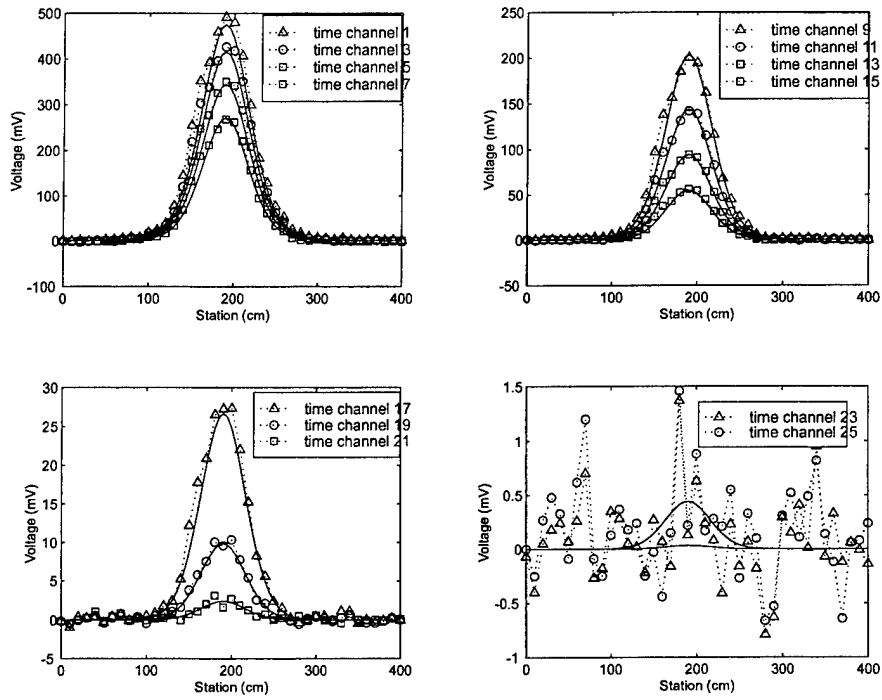 500
400
300
200
100
0
-100
Voltage (mV)
time channel 1
time channel 3
time channel 5
time channel 7
0 100 200 300 400
Station (cm)
250
200
150
100
50
0
-50
Voltage (mV)
time channel 9
time channel 11
time channel 13
time channel 15
0 100 200 300 400
Station (cm)
30
25
20
15
10
5
0
-5
Voltage (mV)
time channel 17
time channel 19
time channel 21
0 100 200 300 400
Station (cm)
1.5
1
0.5
0
-0.5
-1
Voltage (mV)
time channel 23
time channel 25
0 100 200 300 400
Station (cm)